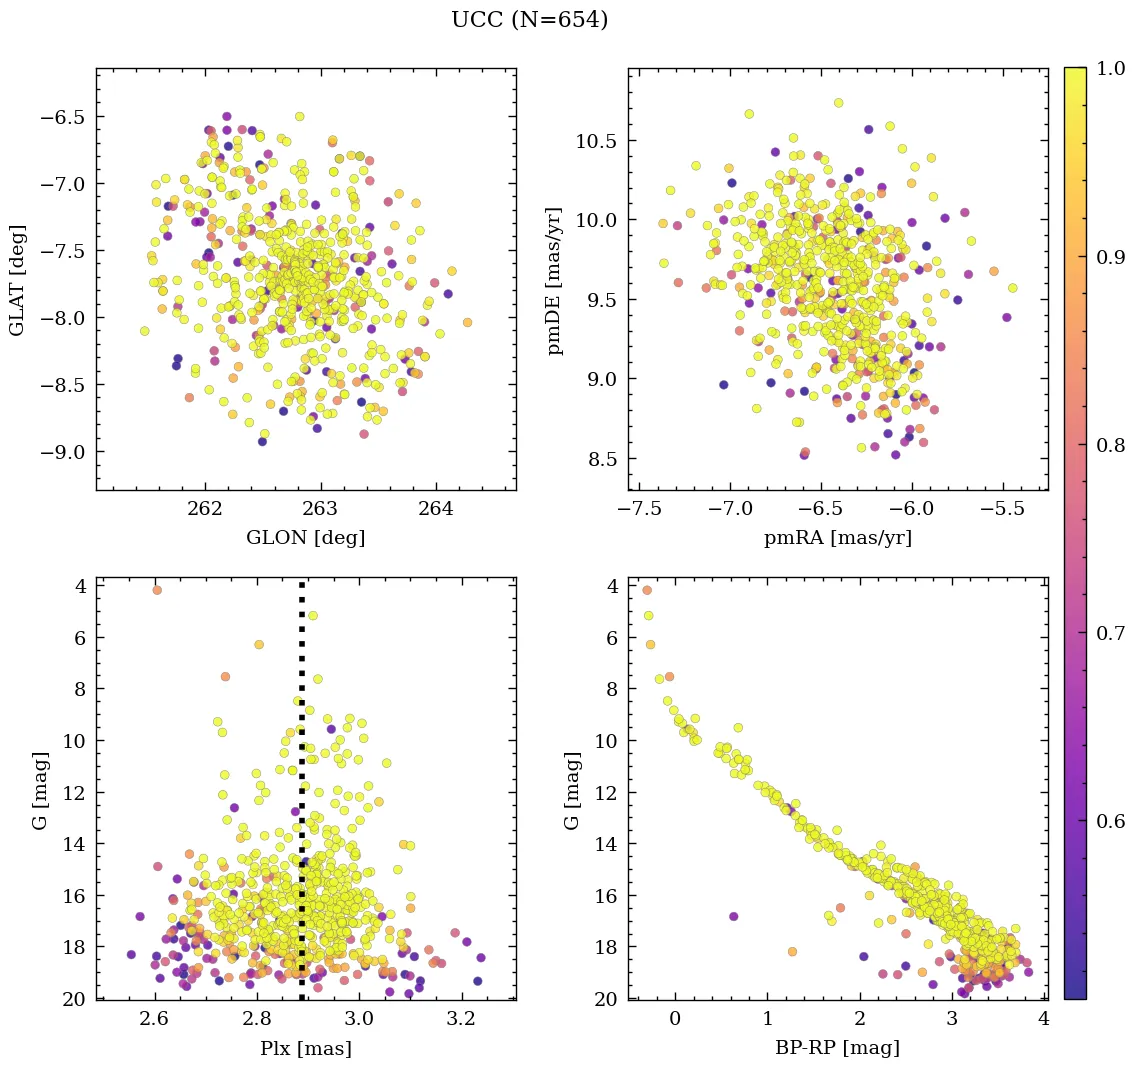 UCC (N=654)
−6.5
−7.0
−7.5
−8.0
−8.5
−9.0
GLAT [deg]
262 263 264
GLON [deg]
10.5
10.0
9.5
9.0
8.5
pmDE [mas/yr]
−7.5 −7.0 −6.5 −6.0 −5.5
pmRA [mas/yr]
4
6
8
10
12
14
16
18
20
G [mag]
2.6 2.8 3.0 3.2
Plx [mas]
4
6
8
10
12
14
16
18
20
G [mag]
0 1 2 3 4
BP-RP [mag]
1.0
0.9
0.8
0.7
0.6